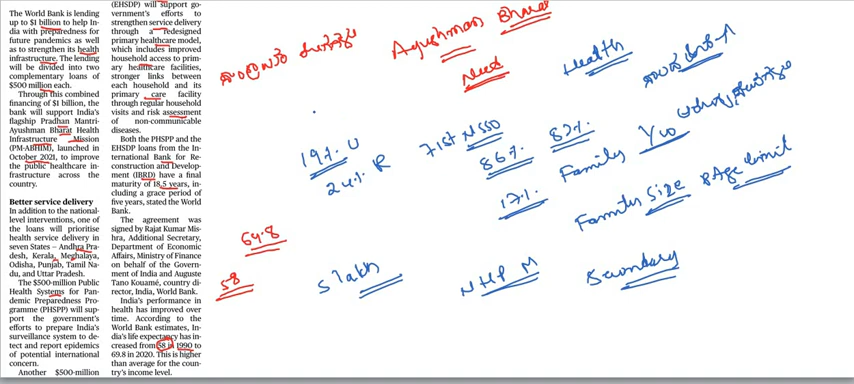 The World Bank is lending
up to $1 billion to help In-
dia with preparedness for
future pandemics as well
as to strengthen its health
infrastructure. The lending
will be divided into two
complementary loans of
$500 million each.
Through this combined
financing of $1 billion, the
bank will support India's
flagship Pradhan Mantri-
Ayushman Bharat Health
Infrastructure Mission
(PM-ABHIM), launched in
October 2021, to improve
the public healthcare in-
frastructure across the
country.
Better service delivery
In addition to the national-
level interventions, one of
the loans will prioritise
health service delivery in
seven States – Andhra Pra-
desh, Kerala, Meghalaya,
Odisha, Punjab, Tamil Na-
du, and Uttar Pradesh.
The $500-million Public
Health Systems for Pan-
demic Preparedness Pro-
gramme (PHSPP) will sup-
port the government's
efforts to prepare India's
surveillance system to de-
tect and report epidemics
of potential international
concern.
Another $500-million
(EHSDP) will support go-
vernment's efforts to
strengthen service delivery
through a redesigned
primary healthcare model,
which includes improved
household access to prim-
ary healthcare facilities,
stronger links between
each household and its
primary care facility
through regular household
visits and risk assessment
of non-communicable
diseases.
Both the PHSPP and the
EHSDP loans from the In-
ternational Bank for Re-
construction and Develop-
ment (IBRD) have a final
maturity of 18.5 years, in-
cluding a grace period of
five years, stated the World
Bank.
The agreement was
signed by Rajat Kumar Mis-
hra, Additional Secretary,
Department of Economic
Affairs, Ministry of Finance
on behalf of the Govern-
ment of India and Auguste
Tano Kouamé, country di-
rector, India, World Bank.
India's performance in
health has improved over
time. According to the
World Bank estimates, In-
dia's life expectancy has in-
creased from 58 in 1990 to
69.8 in 2020. This is higher
than average for the coun-
try's income level.
Ayushman Bharat
Need
Health
19% U
24% R
71st NSSO
86%
82%
17%
Family
Family Size & Age limit
69.8
58
5 lakh
NHPM
Secondary